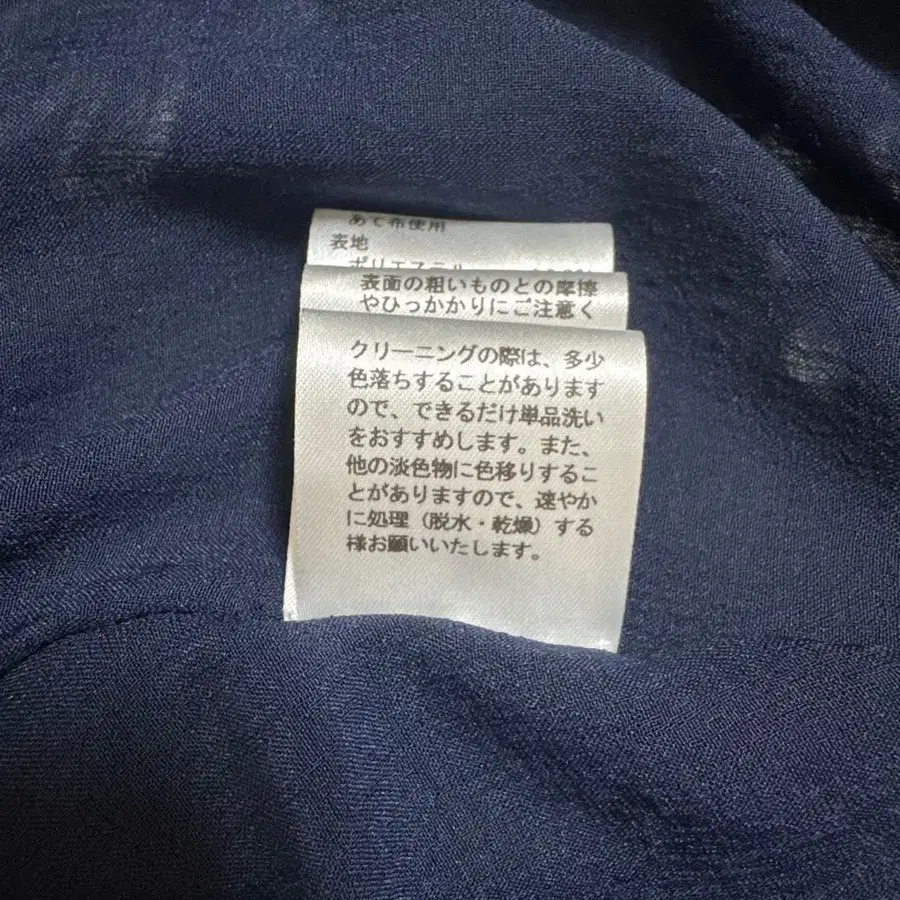 あて布使用
表地
ポリエステル
表面の粗いものとの摩擦
やひっかかりにご注意く
クリーニングの際は、多少
色落ちすることがあります
ので、できるだけ単品洗い
をおすすめします。また、
他の淡色物に色移りするこ
とがありますので、速やか
に処理（脱水・乾燥）する
様お願いいたします。